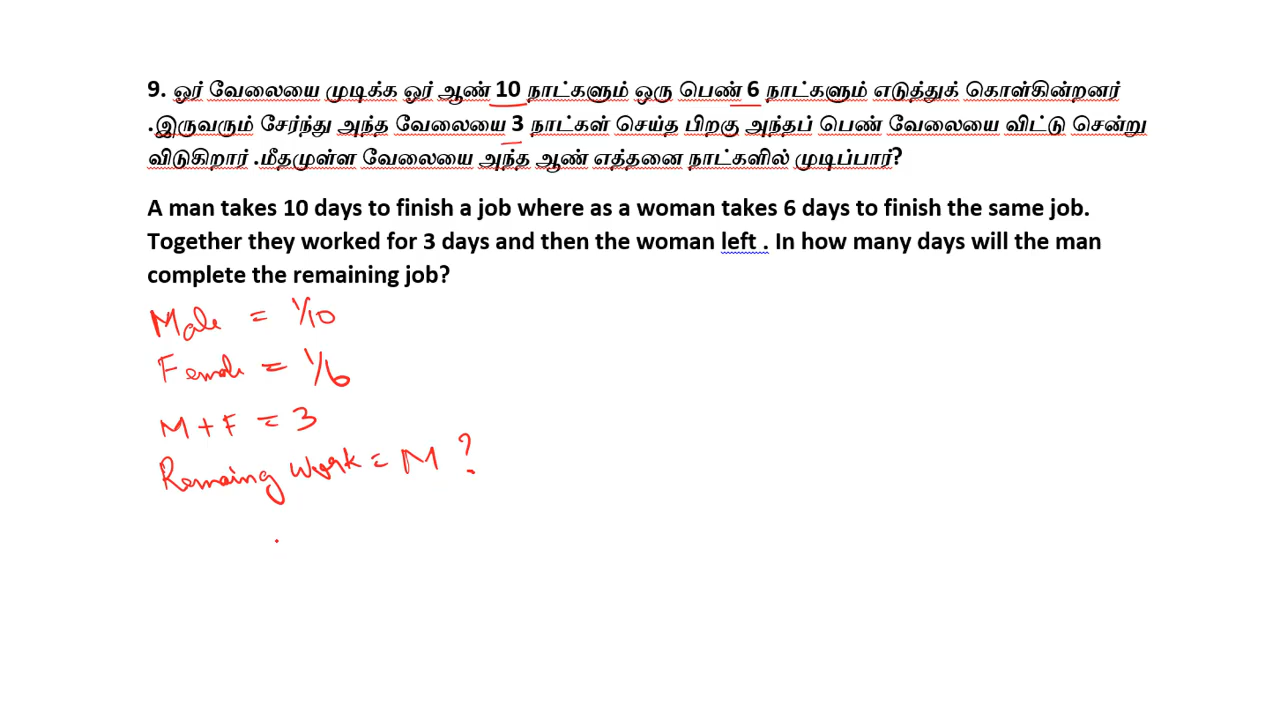 9. ஓர் வேலையை முடிக்க ஓர் ஆண் 10 நாட்களும் ஒரு பெண் 6 நாட்களும் எடுத்துக் கொள்கின்றனர்
.இருவரும் சேர்ந்து அந்த வேலையை 3 நாட்கள் செய்த பிறகு அந்தப் பெண் வேலையை விட்டு சென்று
விடுகிறார் .மீதமுள்ள வேலையை அந்த ஆண் எத்தனை நாட்களில் முடிப்பார்?
A man takes 10 days to finish a job where as a woman takes 6 days to finish the same job.
Together they worked for 3 days and then the woman left . In how many days will the man
complete the remaining job?
Male = 1/10
Female = 1/6
M + F = 3
Remaing work = M ?